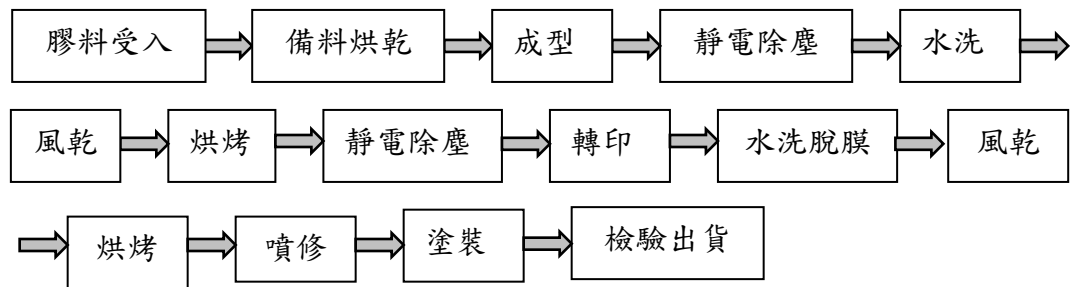 膠料受入 備料烘乾 成型 靜電除塵 水洗
風乾 烘烤 靜電除塵 轉印 水洗脫膜 風乾
烘烤 噴修 塗裝 檢驗出貨